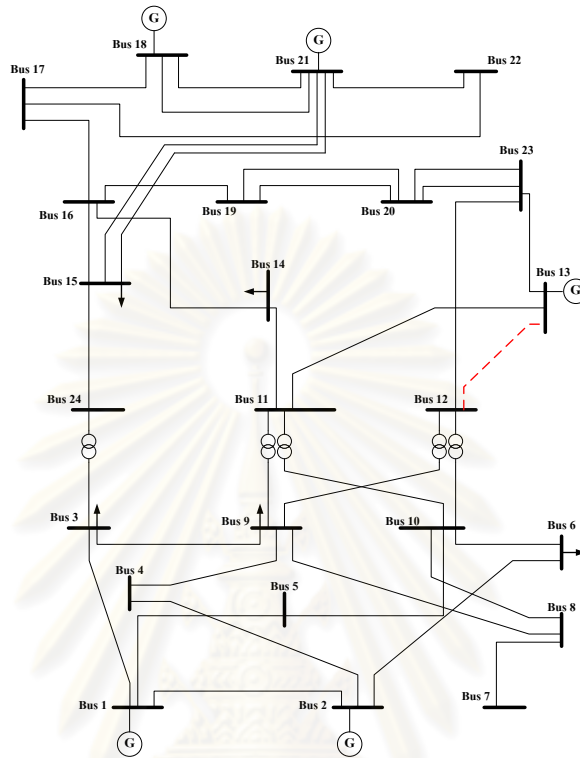 G
G
Bus 18
Bus 21
Bus 22
Bus 17
Bus 23
Bus 16
Bus 19
Bus 20
Bus 14
Bus 15
Bus 13
G
Bus 24
Bus 11
Bus 12
Bus 3
Bus 9
Bus 10
Bus 6
Bus 4
Bus 5
Bus 8
Bus 1
Bus 2
Bus 7
G
G